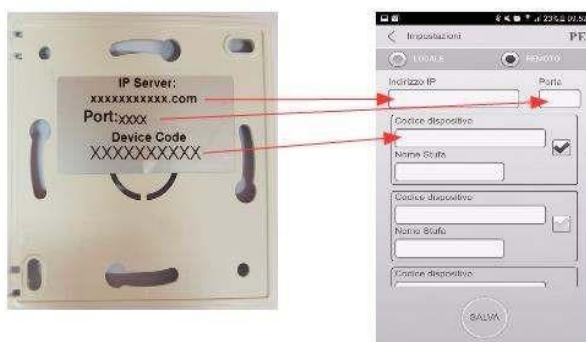 IP Server:
xxxxxxxxxxx.com
Port:xxxx
Device Code
XXXXXXXXXX
Impostazioni
LOCALE
REMOTO
Indirizzo IP
Porta
Codice dispositivo
Nome Stufa
Codice dispositivo
Nome Stufa
Codice dispositivo
SALVA